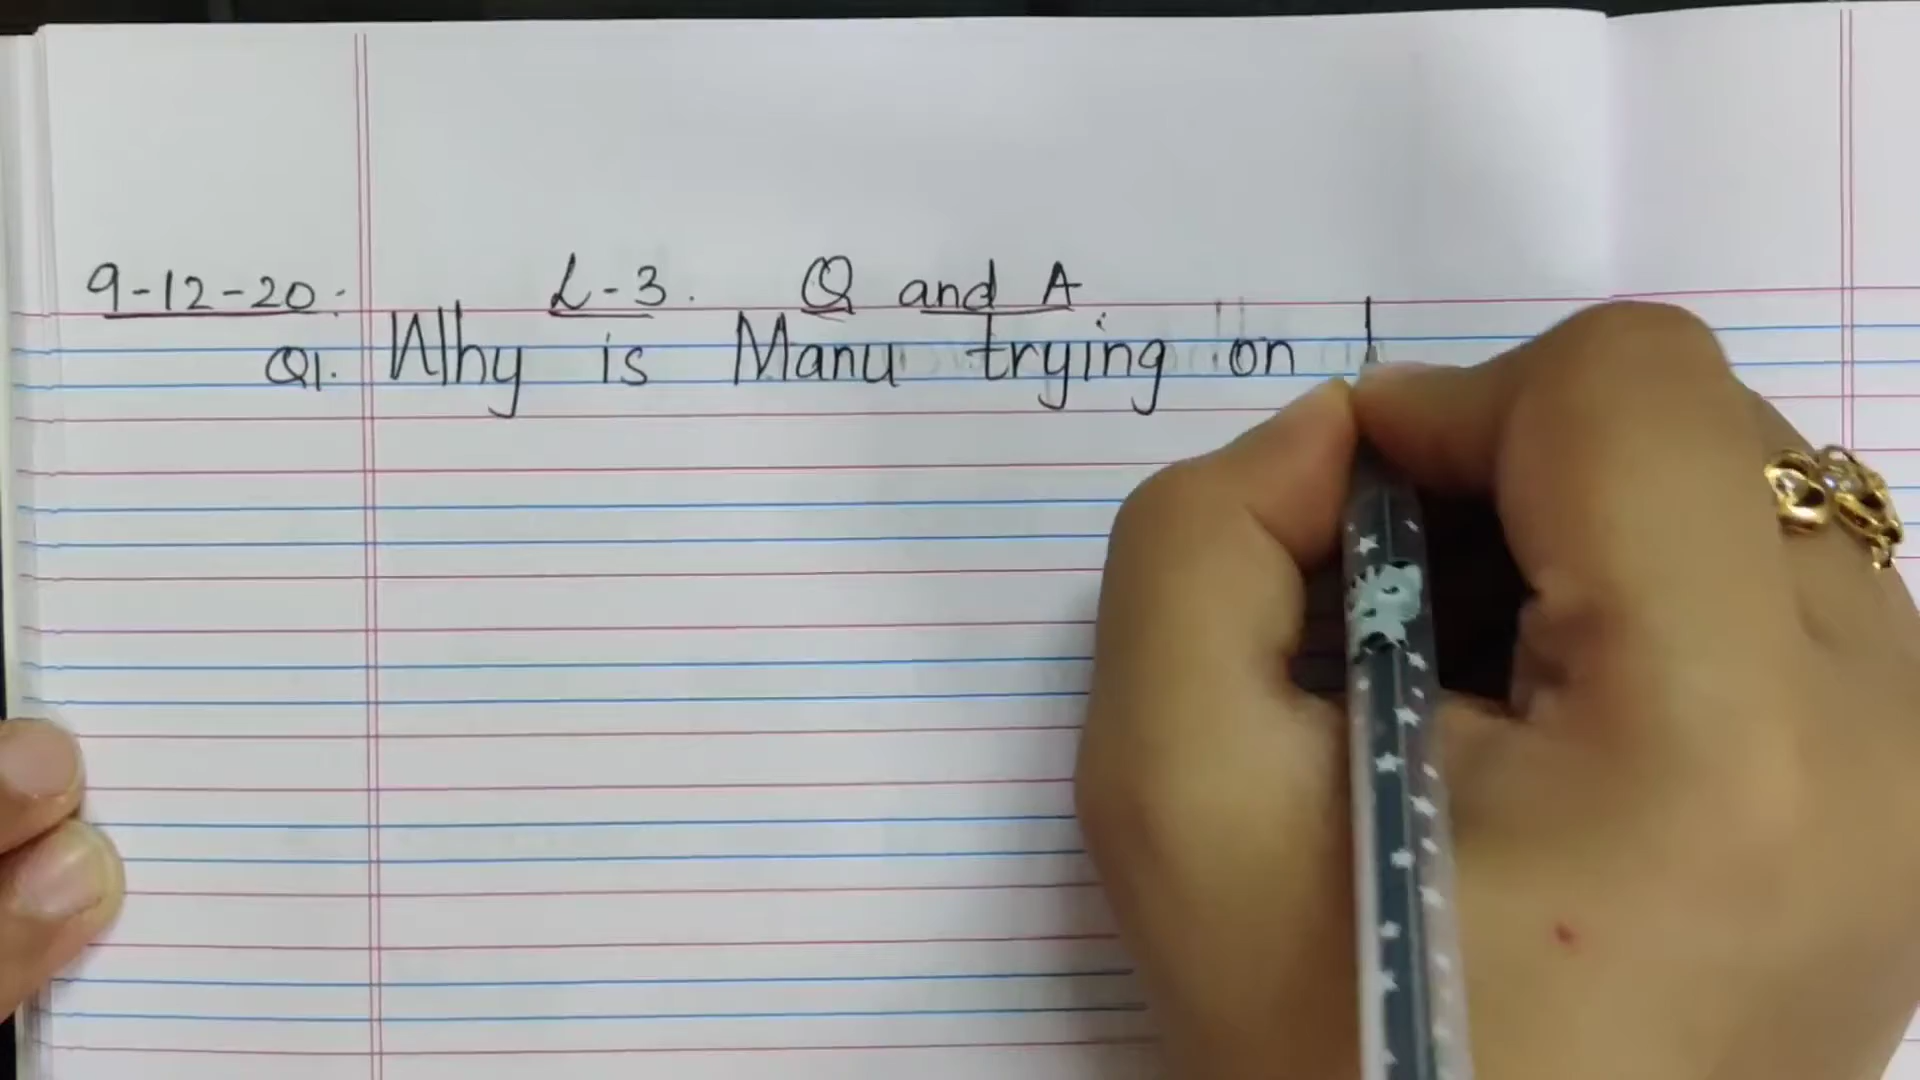 9-12-20: L-3. Q and A
Q1. Why is Manu trying on